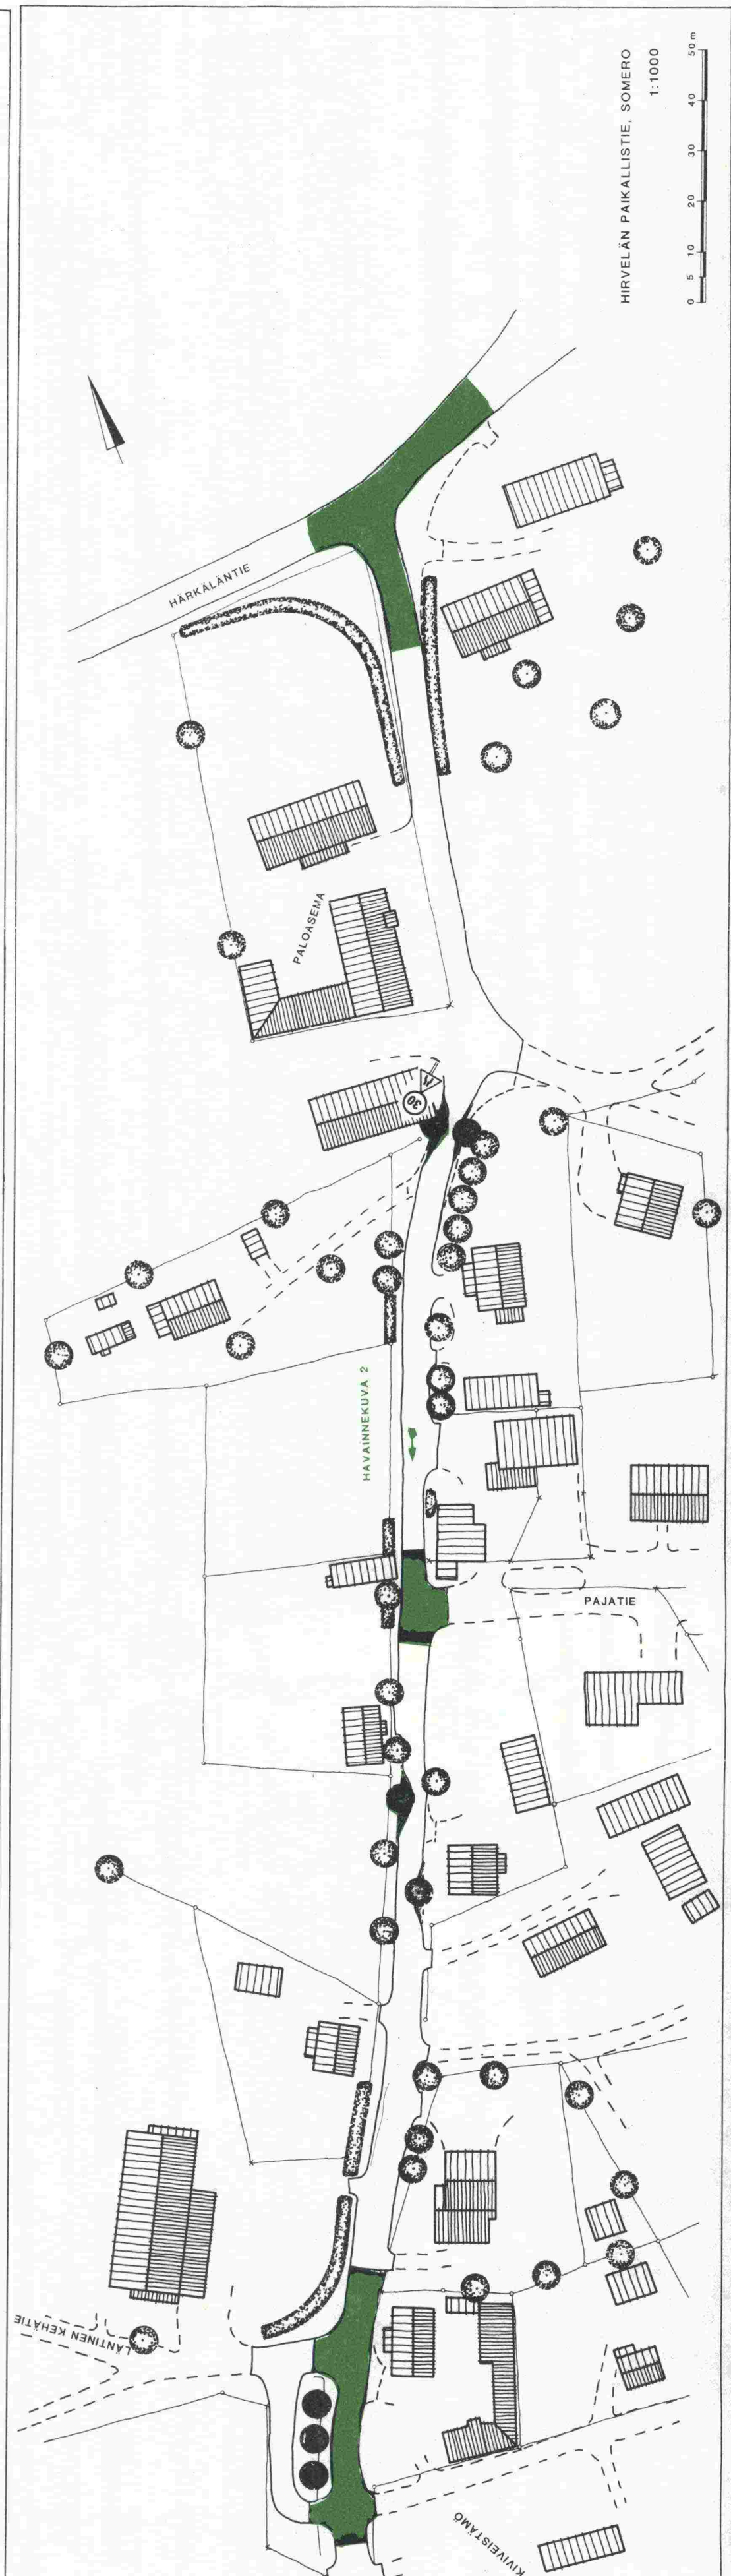 HIRVELÄN PAIKALLISTIE, SOMERO
1:1000
0 5 10 20 30 40 50 m
HÄRKÄLÄNTIE
PALOASEMA
30
HAVAINNEKUVA 2
PAJATIE
LÄNTINEN KEHÄTIE
KIVIVEISTÄMÖ